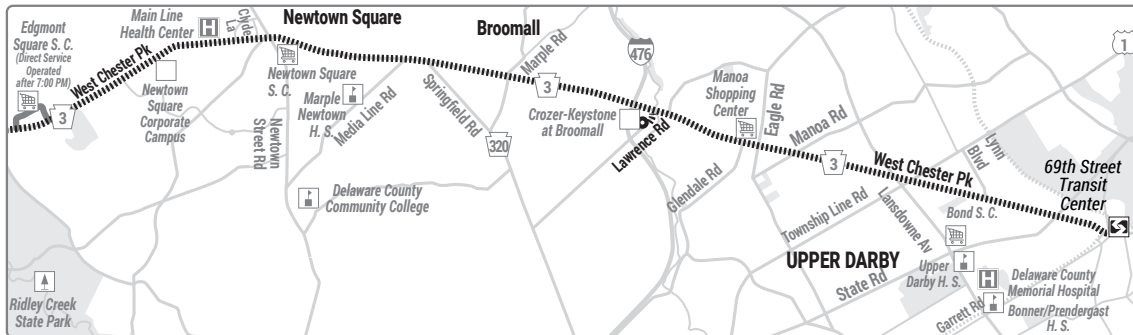 Edgmont
Square S. C.
(Direct Service
Operated
after 7:00 PM)
3
West Chester Pk
Main Line
Health Center
H
Clyde
La
Newtown
Square
Corporate
Campus
Newtown Square
Newtown Square
S. C.
Newtown
Street Rd
Marple
Newtown
H. S.
Media Line Rd
Delaware County
Community College
Ridley Creek
State Park
Broomall
Marple Rd
Springfield Rd
320
3
476
Crozer-Keystone
at Broomall
Lawrence Rd
Manoa
Shopping
Center
Eagle Rd
Manoa Rd
Glendale Rd
3
West Chester Pk
Township Line Rd
Lansdowne Av
Lynn
Blvd
1
69th Street
Transit
Center
Bond S. C.
UPPER DARBY
State Rd
Upper
Darby H. S.
H
Delaware County
Memorial Hospital
Garrett Rd
Bonner/Prendergast
H. S.